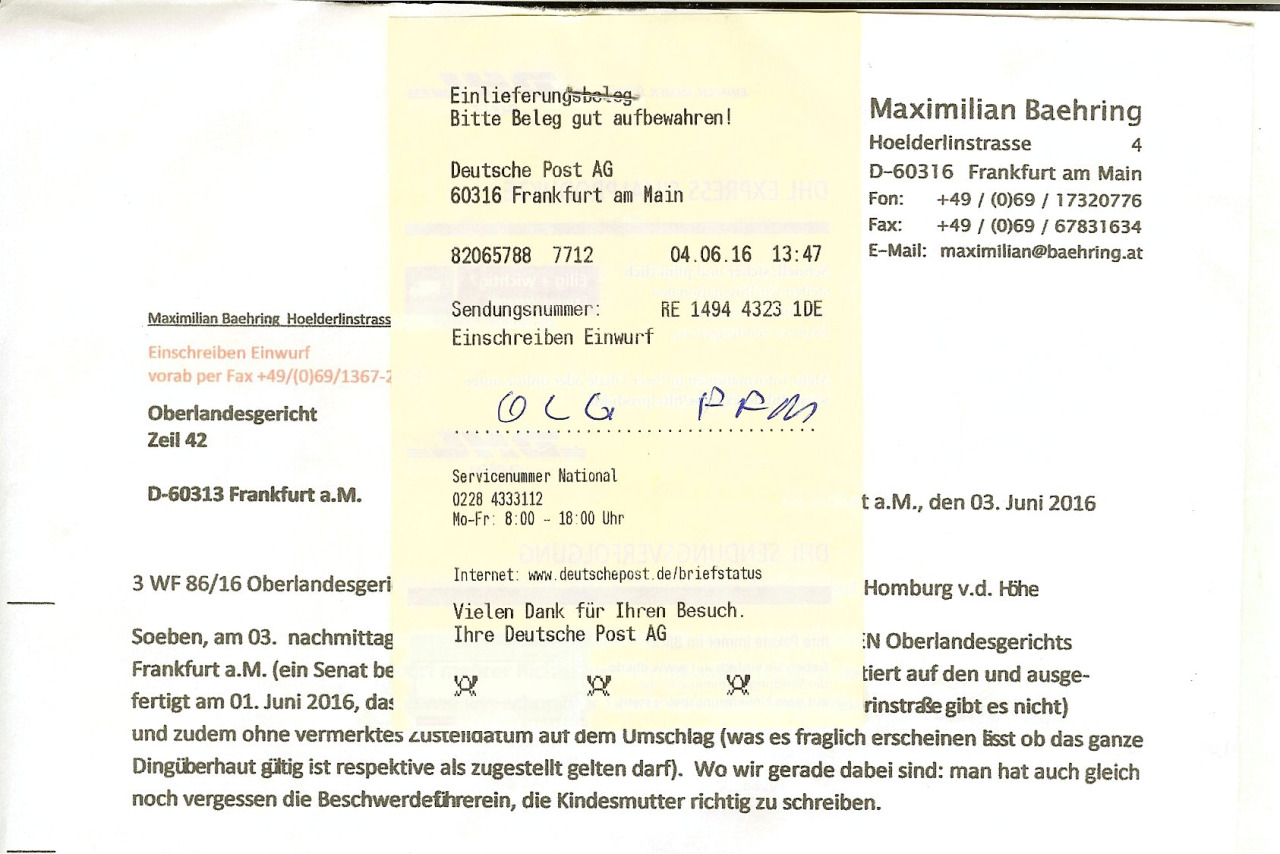 Einlieferungsbeleg
Bitte Beleg gut aufbewahren!
Deutsche Post AG
60316 Frankfurt am Main
82065788 7712 04.06.16 13:47
Sendungsnummer: RE 1494 4323 1DE
Einschreiben Einwurf
OLG FFM
Servicenummer National
0228 4333112
Mo-Fr: 8:00 - 18:00 Uhr
Internet: www.deutschepost.de/briefstatus
Vielen Dank für Ihren Besuch.
Ihre Deutsche Post AG
Maximilian Baehring
Hoelderlinstrasse 4
D-60316 Frankfurt am Main
Fon: +49 / (0)69 / 17320776
Fax: +49 / (0)69 / 67831634
E-Mail: maximilian@baehring.at
Maximilian Baehring Hoelderlinstrass
Einschreiben Einwurf
vorab per Fax +49/(0)69/1367-2
Oberlandesgericht
Zeil 42
D-60313 Frankfurt a.M.
t a.M., den 03. Juni 2016
3 WF 86/16 Oberlandesgeri Homburg v.d. Höhe
Soeben, am 03. nachmittag EN Oberlandesgerichts
Frankfurt a.M. (ein Senat be tiert auf den und ausge-
fertigt am 01. Juni 2016, das rinstraße gibt es nicht)
und zudem ohne vermerktes Zustelldatum auf dem Umschlag (was es fraglich erscheinen lässt ob das ganze
Dingüberhaut gültig ist respektive als zugestellt gelten darf). Wo wir gerade dabei sind: man hat auch gleich
noch vergessen die Beschwerdeführerein, die Kindesmutter richtig zu schreiben.